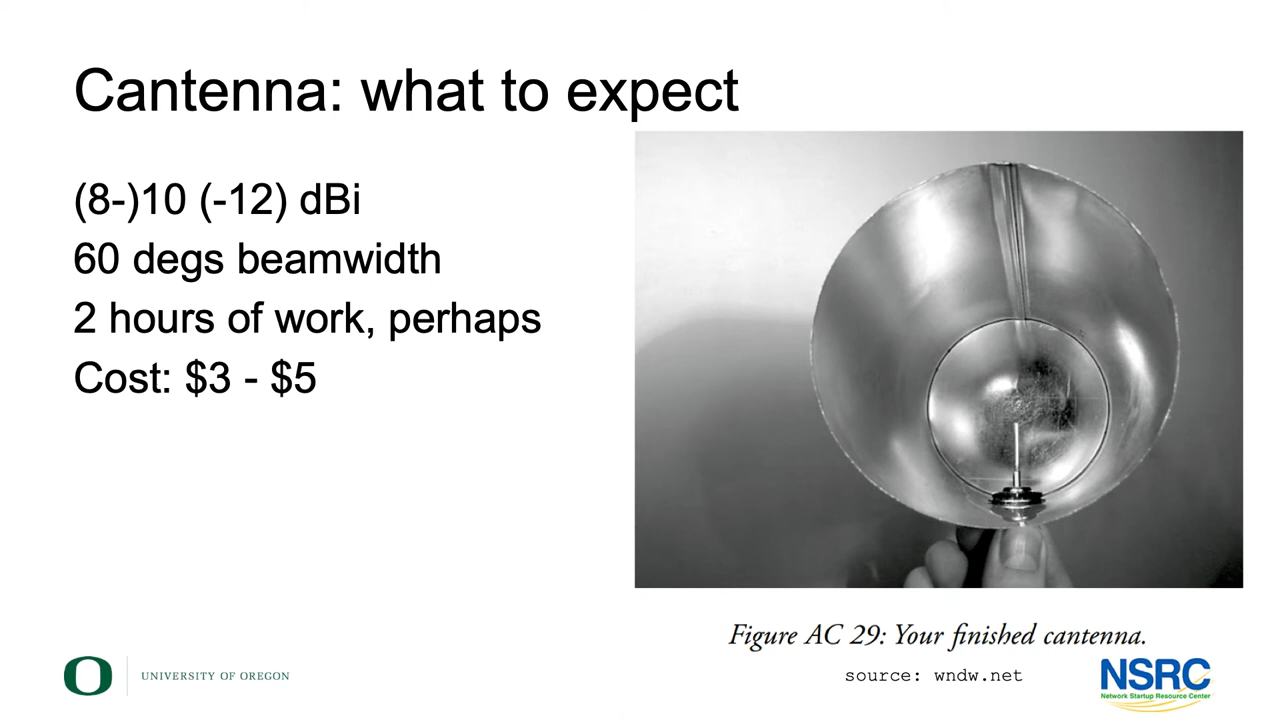 Cantenna: what to expect
(8-)10 (-12) dBi
60 degs beamwidth
2 hours of work, perhaps
Cost: $3 - $5
Figure AC 29: Your finished cantenna.
source: wndw.net
O
UNIVERSITY OF OREGON
NSRC
Network Startup Resource Center